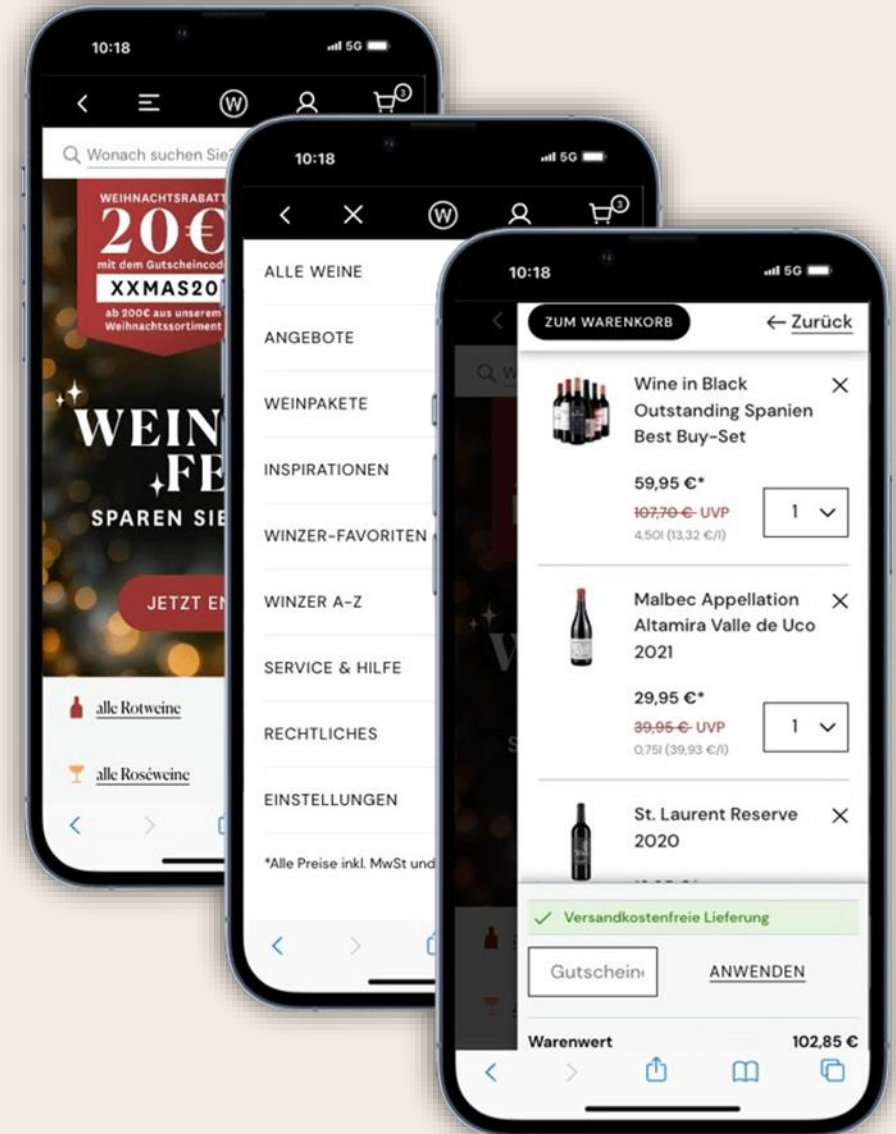 10:18
5G
W
3
Wonach suchen Sie?
WEIHNACHTSRABATT
20€
mit dem Gutscheincode
XXMAS20
ab 200€ aus unserem
Weihnachtssortiment
WEIN
FE
SPAREN SIE
JETZT EN
alle Rotweine
alle Roséweine
10:18
5G
W
3
ALLE WEINE
ANGEBOTE
WEINPAKETE
INSPIRATIONEN
WINZER-FAVORITEN
WINZER A-Z
SERVICE & HILFE
RECHTLICHES
EINSTELLUNGEN
*Alle Preise inkl. MwSt und
10:18
5G
ZUM WARENKORB
← Zurück
Wine in Black
Outstanding Spanien
Best Buy-Set
59,95 €*
107,70 € UVP
4,50l (13,32 €/l)
1
Malbec Appellation
Altamira Valle de Uco
2021
29,95 €*
39,95 € UVP
0,75l (39,93 €/l)
1
St. Laurent Reserve
2020
Versandkostenfreie Lieferung
Gutschein
ANWENDEN
Warenwert 102,85 €